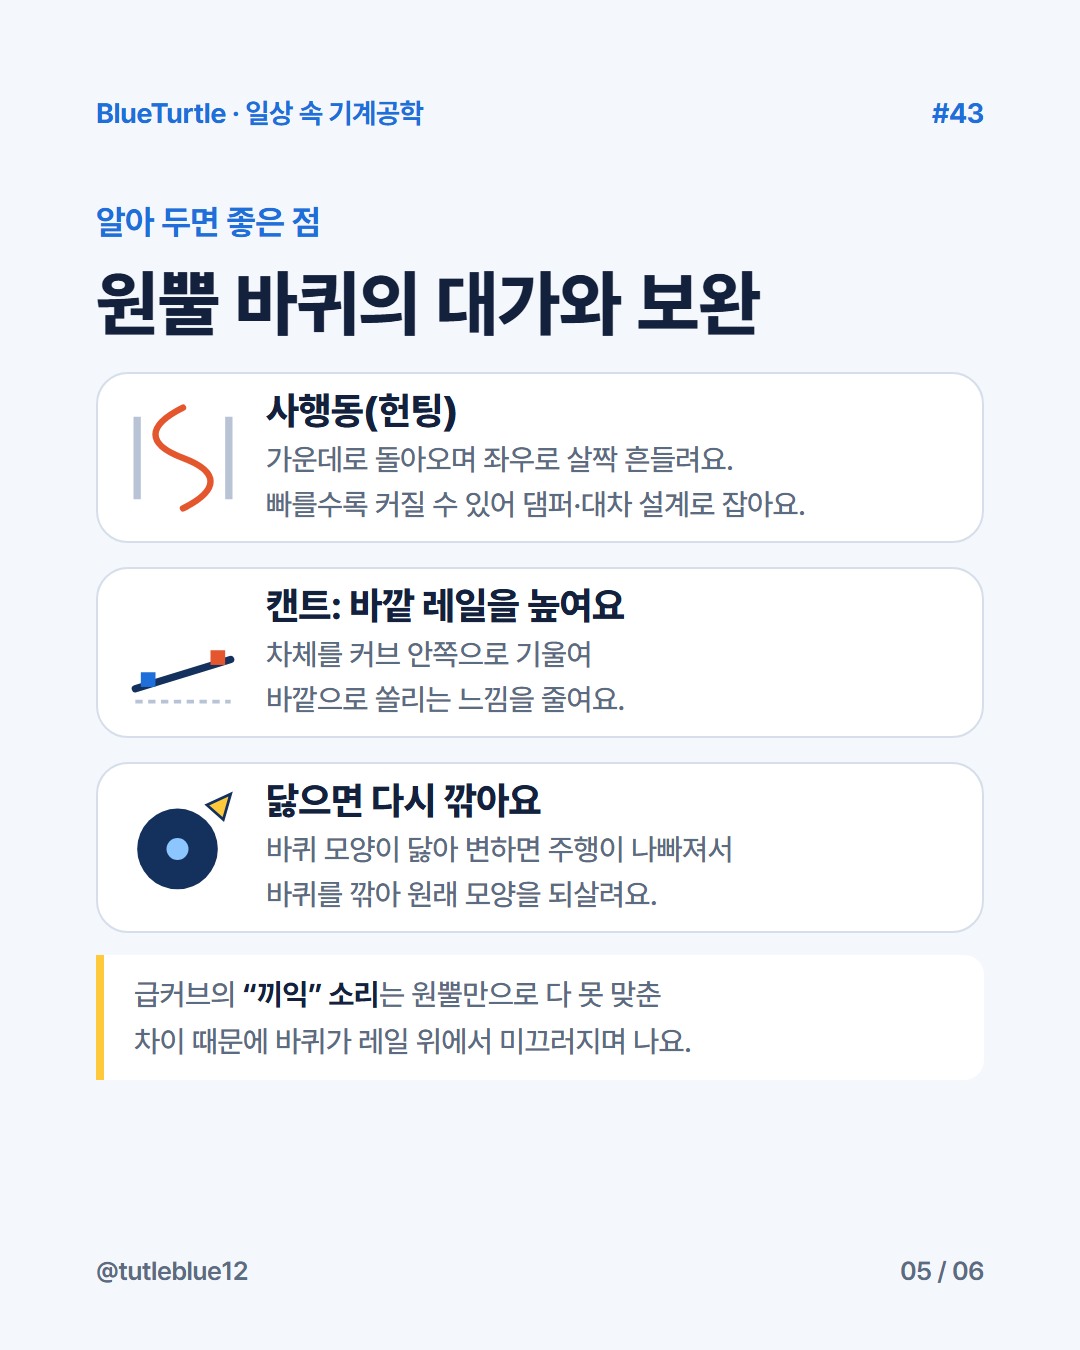 BlueTurtle · 일상 속 기계공학
#43
알아 두면 좋은 점
원뿔 바퀴의 대가와 보완
사행동(헌팅)
가운데로 돌아오며 좌우로 살짝 흔들려요.
빠를수록 커질 수 있어 댐퍼·대차 설계로 잡아요.
캔트: 바깥 레일을 높여요
차체를 커브 안쪽으로 기울여
바깥으로 쏠리는 느낌을 줄여요.
닳으면 다시 깎아요
바퀴 모양이 닳아 변하면 주행이 나빠져서
바퀴를 깎아 원래 모양을 되살려요.
급커브의 “끼익” 소리는 원뿔만으로 다 못 맞춘
차이 때문에 바퀴가 레일 위에서 미끄러지며 나요.
@tutleblue12
05 / 06